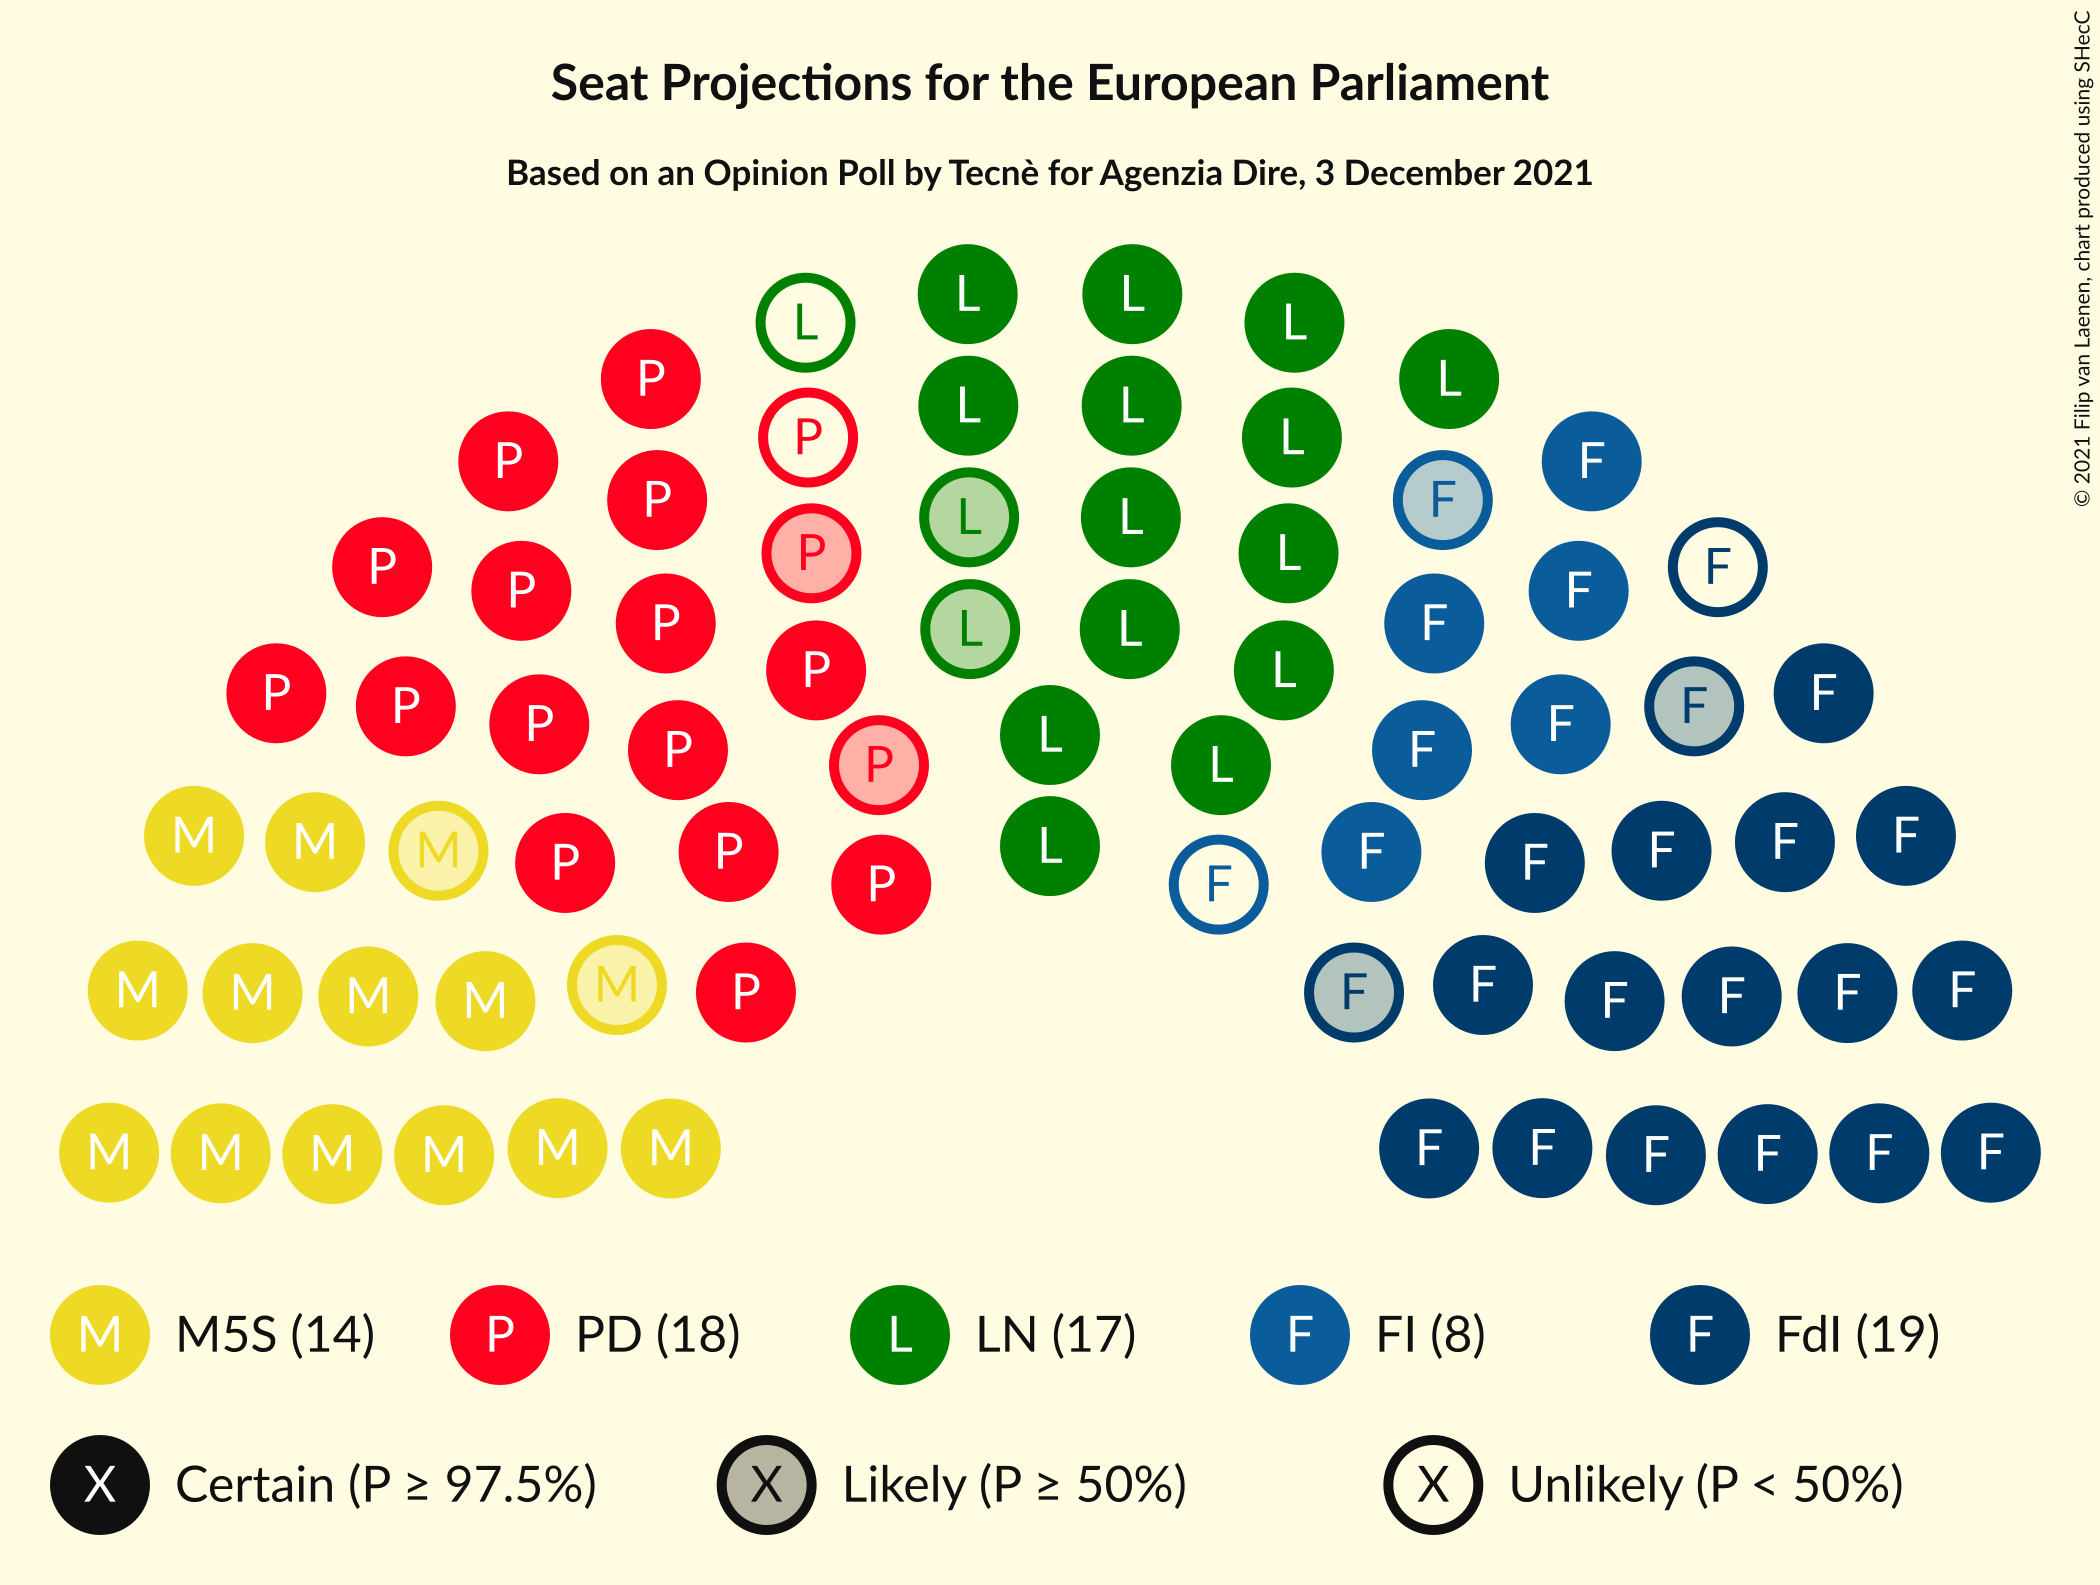 Seat Projections for the European Parliament
Based on an Opinion Poll by Tecnè for Agenzia Dire, 3 December 2021
© 2021 Filip van Laenen, chart produced using SHecC
L L L L
P L
L L
P P L
P F F
L L
P P L
P P F F
L L
P P F F
P L
P P P L F F F
P L L F F
M M M P P P L F F F F F F
M M M M M P F F F F F F
M M M M M M F F F F F F
M M5S (14) P PD (18) L LN (17) F FI (8) F FdI (19)
X Certain (P ≥ 97.5%) X Likely (P ≥ 50%) X Unlikely (P < 50%)